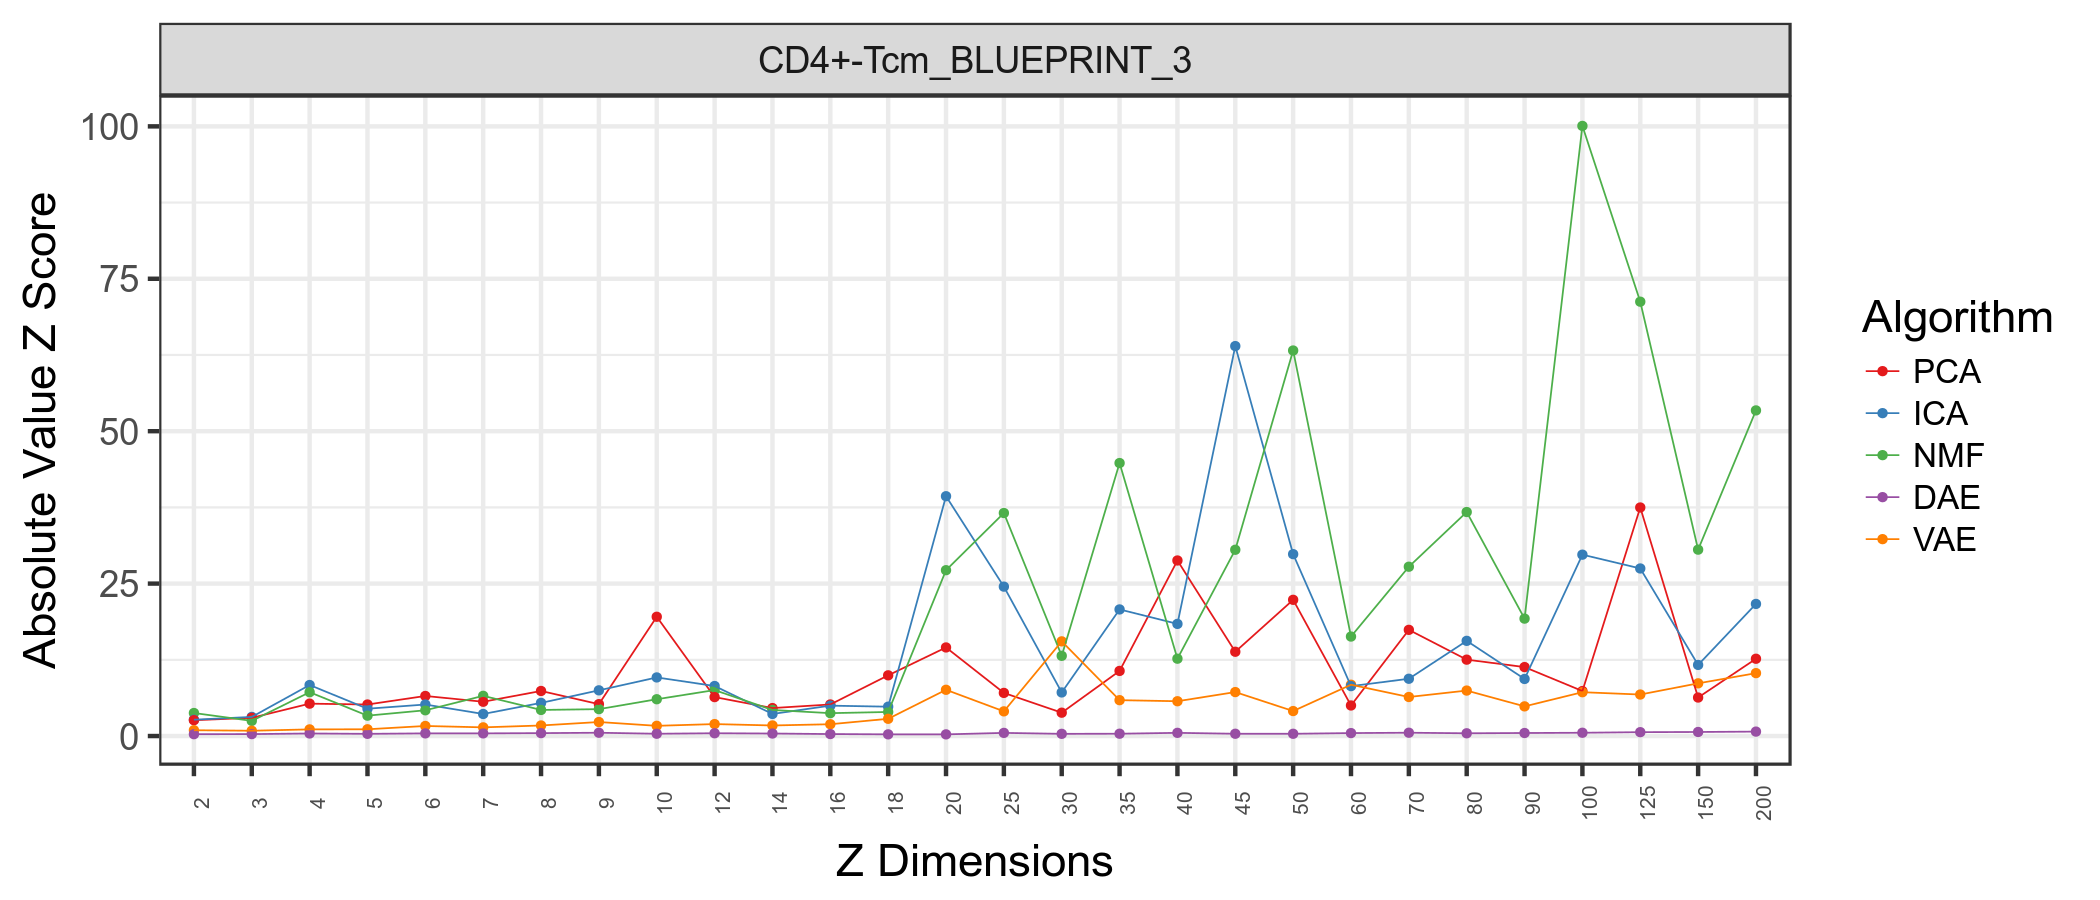 CD4+-Tcm_BLUEPRINT_3
Absolute Value Z Score
100
75
50
25
0
2 3 4 5 6 7 8 9 10 12 14 16 18 20 25 30 35 40 45 50 60 70 80 90 100 125 150 200
Z Dimensions
Algorithm
PCA
ICA
NMF
DAE
VAE